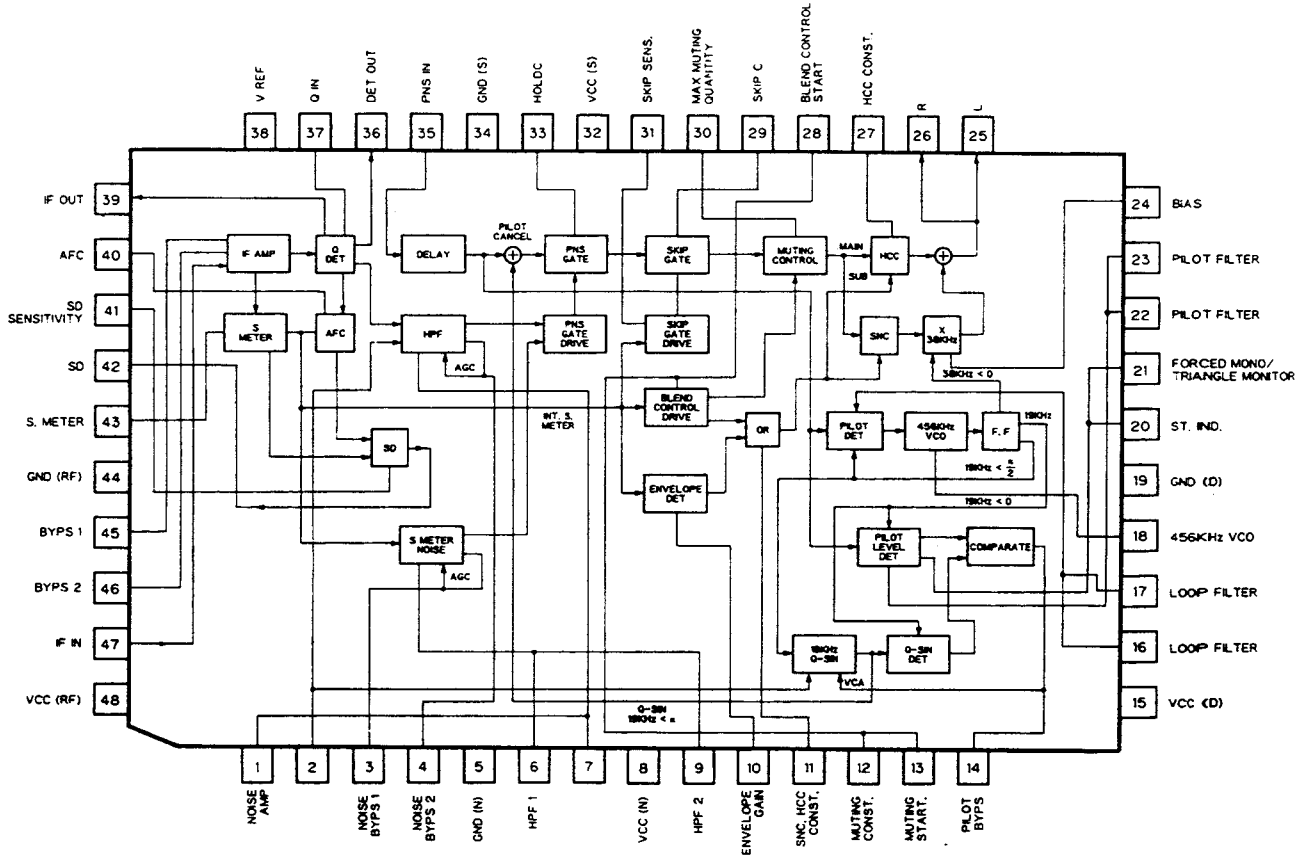 V REF
Q IN
DET OUT
PNS IN
GND (S)
HOLDC
VCC (S)
SKIP SENS.
MAX MUTING
QUANTITY
SKIP C
BLEND CONTROL
START
HCC CONST.
R
L
38
37
36
35
34
33
32
31
30
29
28
27
26
25
IF OUT
39
AFC
40
SD
SENSITIVITY
41
SD
42
S. METER
43
GND (RF)
44
BYPS 1
45
BYPS 2
46
IF IN
47
VCC (RF)
48
24
BIAS
23
PILOT FILTER
22
PILOT FILTER
21
FORCED MONO/
TRIANGLE MONITOR
20
ST. IND.
19
GND (D)
18
456KHz VCO
17
LOOP FILTER
16
LOOP FILTER
15
VCC (D)
IF AMP
Q
DET
DELAY
PILOT
CANCEL
PNS
GATE
SKIP
GATE
MUTING
CONTROL
MAIN
SUB
HCC
S
METER
AFC
HPF
AGC
PNS
GATE
DRIVE
SKIP
GATE
DRIVE
SNC
X
38KHz
38KHz < 0
INT. S.
METER
BLEND
CONTROL
DRIVE
OR
PILOT
DET
456KHz
VCO
F. F
19KHz
19KHz < π/2
19KHz < 0
SD
ENVELOPE
DET
S METER
NOISE
AGC
PILOT
LEVEL
DET
COMPARATE
19KHz
Q-SIN
VCA
Q-SIN
DET
Q-SIN
19KHz < π
1
2
3
4
5
6
7
8
9
10
11
12
13
14
NOISE
AMP
NOISE
BYPS 1
NOISE
BYPS 2
GND (N)
HPF 1
VCC (N)
HPF 2
ENVELOPE
GAIN
SNC, HCC
CONST.
MUTING
CONST.
MUTING
START.
PILOT
BYPS